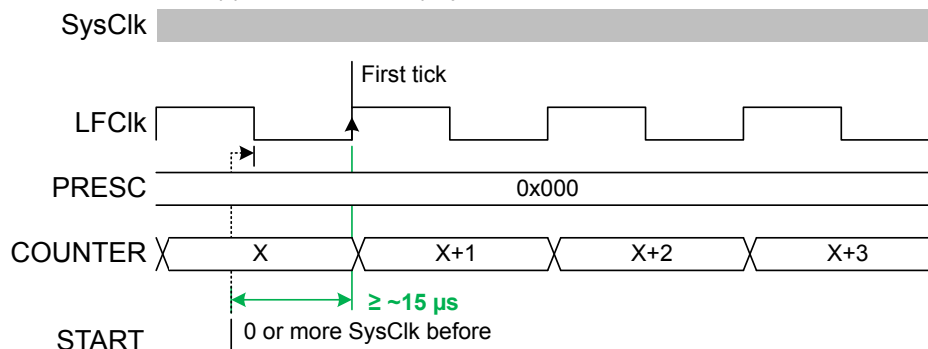 SysClk
First tick
LFClk
PRESC
0x000
COUNTER
X
X+1
X+2
X+3
≥ ~15 µs
0 or more SysClk before
START